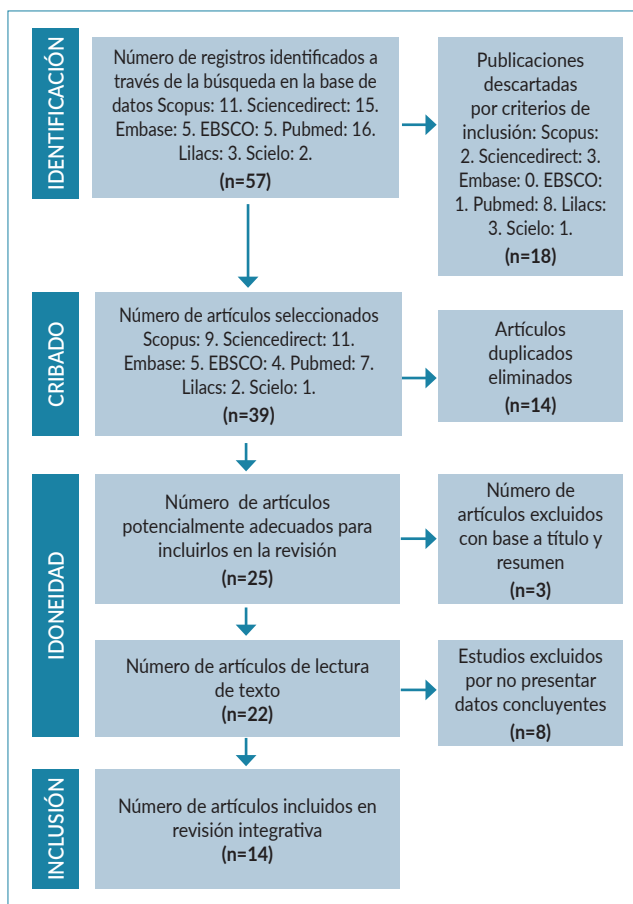 IDENTIFICACIÓN
Número de registros identificados a
través de la búsqueda en la base de
datos Scopus: 11. Sciencedirect: 15.
Embase: 5. EBSCO: 5. Pubmed: 16.
Lilacs: 3. Scielo: 2.
(n=57)
Publicaciones
descartadas
por criterios de
inclusión: Scopus:
2. Sciencedirect: 3.
Embase: 0. EBSCO:
1. Pubmed: 8. Lilacs:
3. Scielo: 1.
(n=18)
CRIBADO
Número de artículos seleccionados
Scopus: 9. Sciencedirect: 11.
Embase: 5. EBSCO: 4. Pubmed: 7.
Lilacs: 2. Scielo: 1.
(n=39)
Artículos
duplicados
eliminados
(n=14)
IDONEIDAD
Número de artículos
potencialmente adecuados para
incluirlos en la revisión
(n=25)
Número de
artículos excluidos
con base a título y
resumen
(n=3)
Número de artículos de lectura
de texto
(n=22)
Estudios excluidos
por no presentar
datos concluyentes
(n=8)
INCLUSIÓN
Número de artículos incluidos en
revisión integrativa
(n=14)